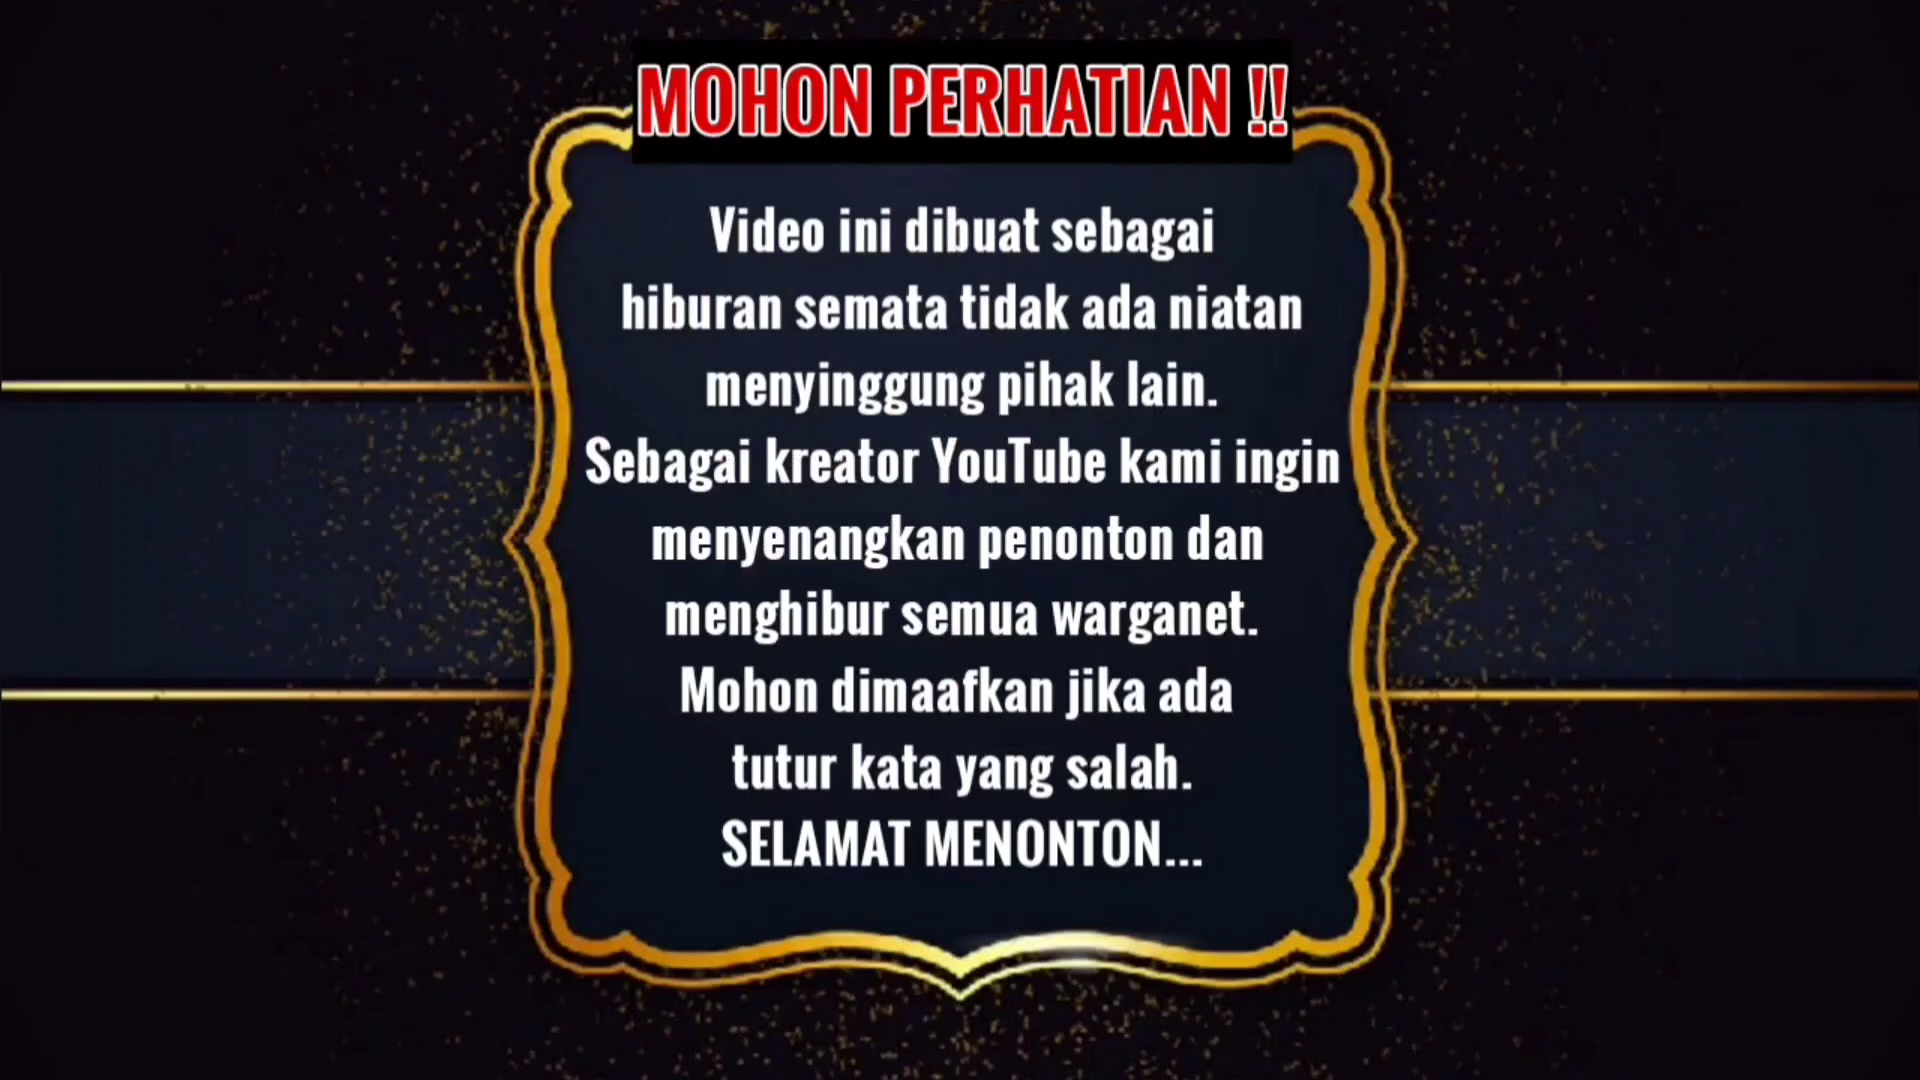 MOHON PERHATIAN !!
Video ini dibuat sebagai
hiburan semata tidak ada niatan
menyinggung pihak lain.
Sebagai kreator YouTube kami ingin
menyenangkan penonton dan
menghibur semua warganet.
Mohon dimaafkan jika ada
tutur kata yang salah.
SELAMAT MENONTON...